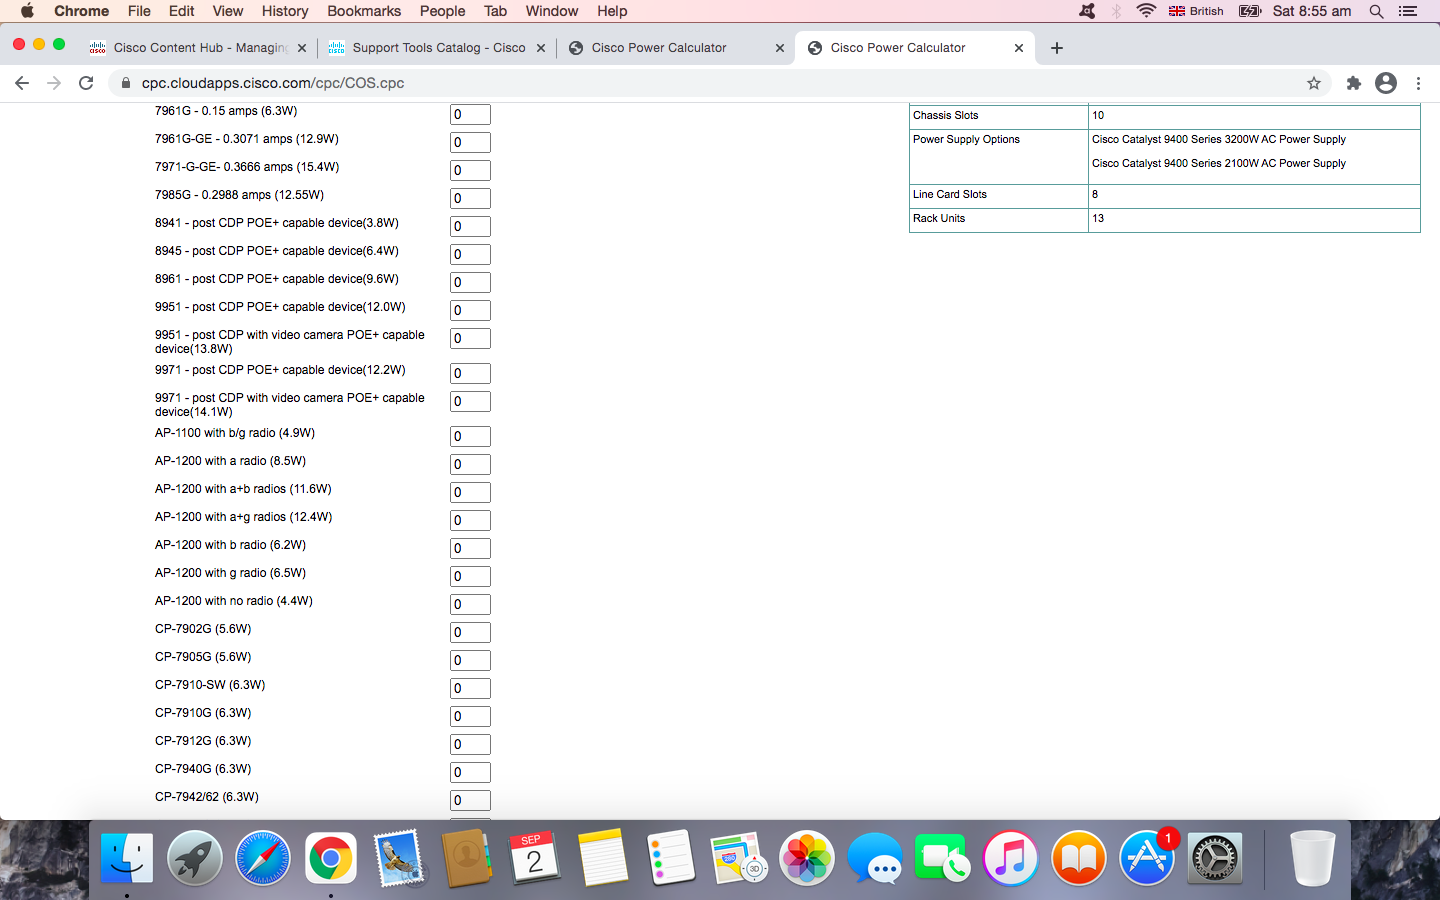 Chrome File Edit View History Bookmarks People Tab Window Help British Sat 8:55 am
Cisco Content Hub - Managing
Support Tools Catalog - Cisco
Cisco Power Calculator
Cisco Power Calculator
cpc.cloudapps.cisco.com/cpc/COS.cpc
7961G - 0.15 amps (6.3W) 0
7961G-GE - 0.3071 amps (12.9W) 0
7971-G-GE- 0.3666 amps (15.4W) 0
7985G - 0.2988 amps (12.55W) 0
8941 - post CDP POE+ capable device(3.8W) 0
8945 - post CDP POE+ capable device(6.4W) 0
8961 - post CDP POE+ capable device(9.6W) 0
9951 - post CDP POE+ capable device(12.0W) 0
9951 - post CDP with video camera POE+ capable 0
device(13.8W)
9971 - post CDP POE+ capable device(12.2W) 0
9971 - post CDP with video camera POE+ capable 0
device(14.1W)
AP-1100 with b/g radio (4.9W) 0
AP-1200 with a radio (8.5W) 0
AP-1200 with a+b radios (11.6W) 0
AP-1200 with a+g radios (12.4W) 0
AP-1200 with b radio (6.2W) 0
AP-1200 with g radio (6.5W) 0
AP-1200 with no radio (4.4W) 0
CP-7902G (5.6W) 0
CP-7905G (5.6W) 0
CP-7910-SW (6.3W) 0
CP-7910G (6.3W) 0
CP-7912G (6.3W) 0
CP-7940G (6.3W) 0
CP-7942/62 (6.3W) 0
Chassis Slots 10
Power Supply Options Cisco Catalyst 9400 Series 3200W AC Power Supply
Cisco Catalyst 9400 Series 2100W AC Power Supply
Line Card Slots 8
Rack Units 13
SEP
2
280
3D
1